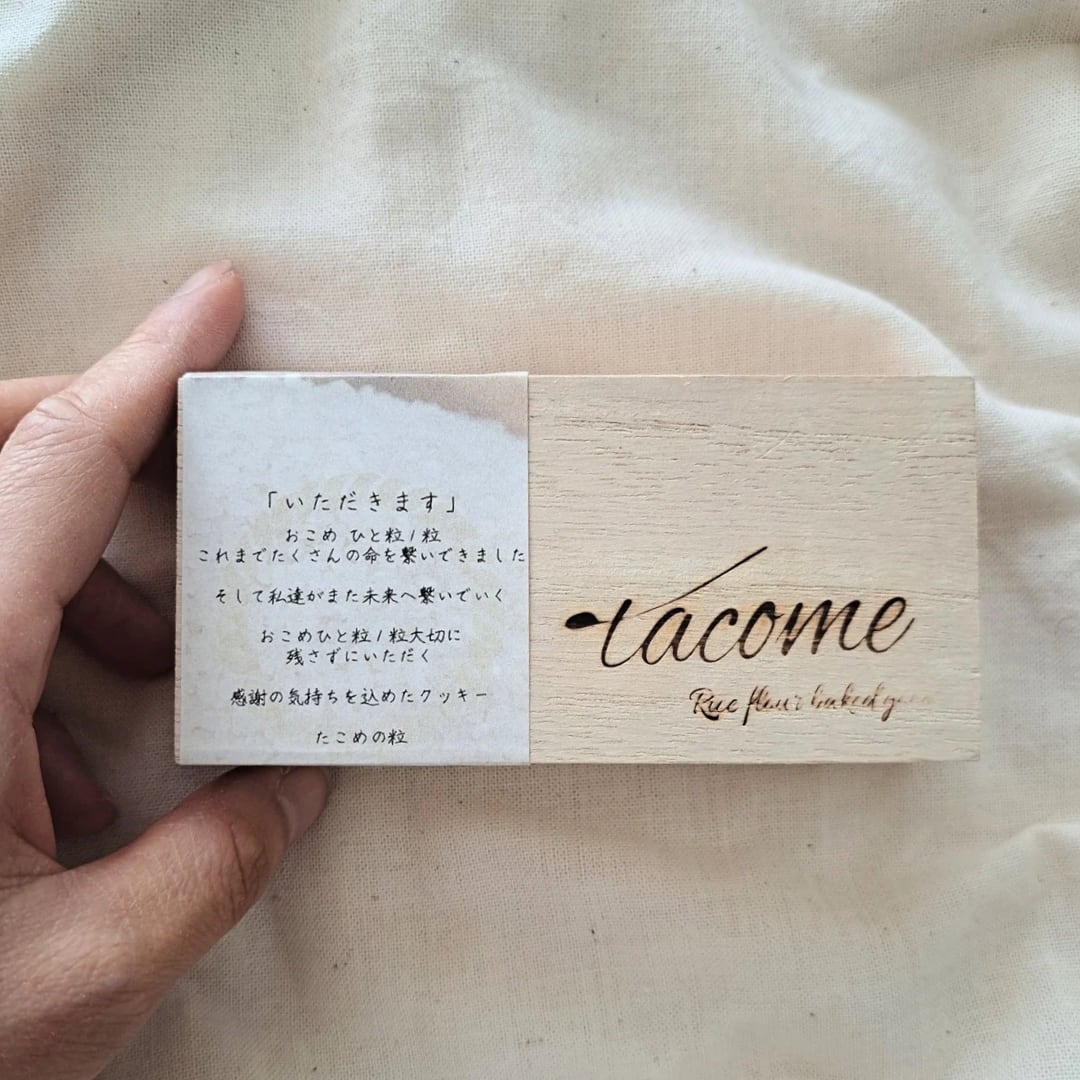 「いただきます」
おこめ ひと粒1粒
これまでたくさんの命を繋いできました
そして私達がまた未来へ繋いでいく
おこめひと粒1粒大切に
残さずにいただく
感謝の気持ちを込めたクッキー
たこめの粒
tacome
Rice flour baked